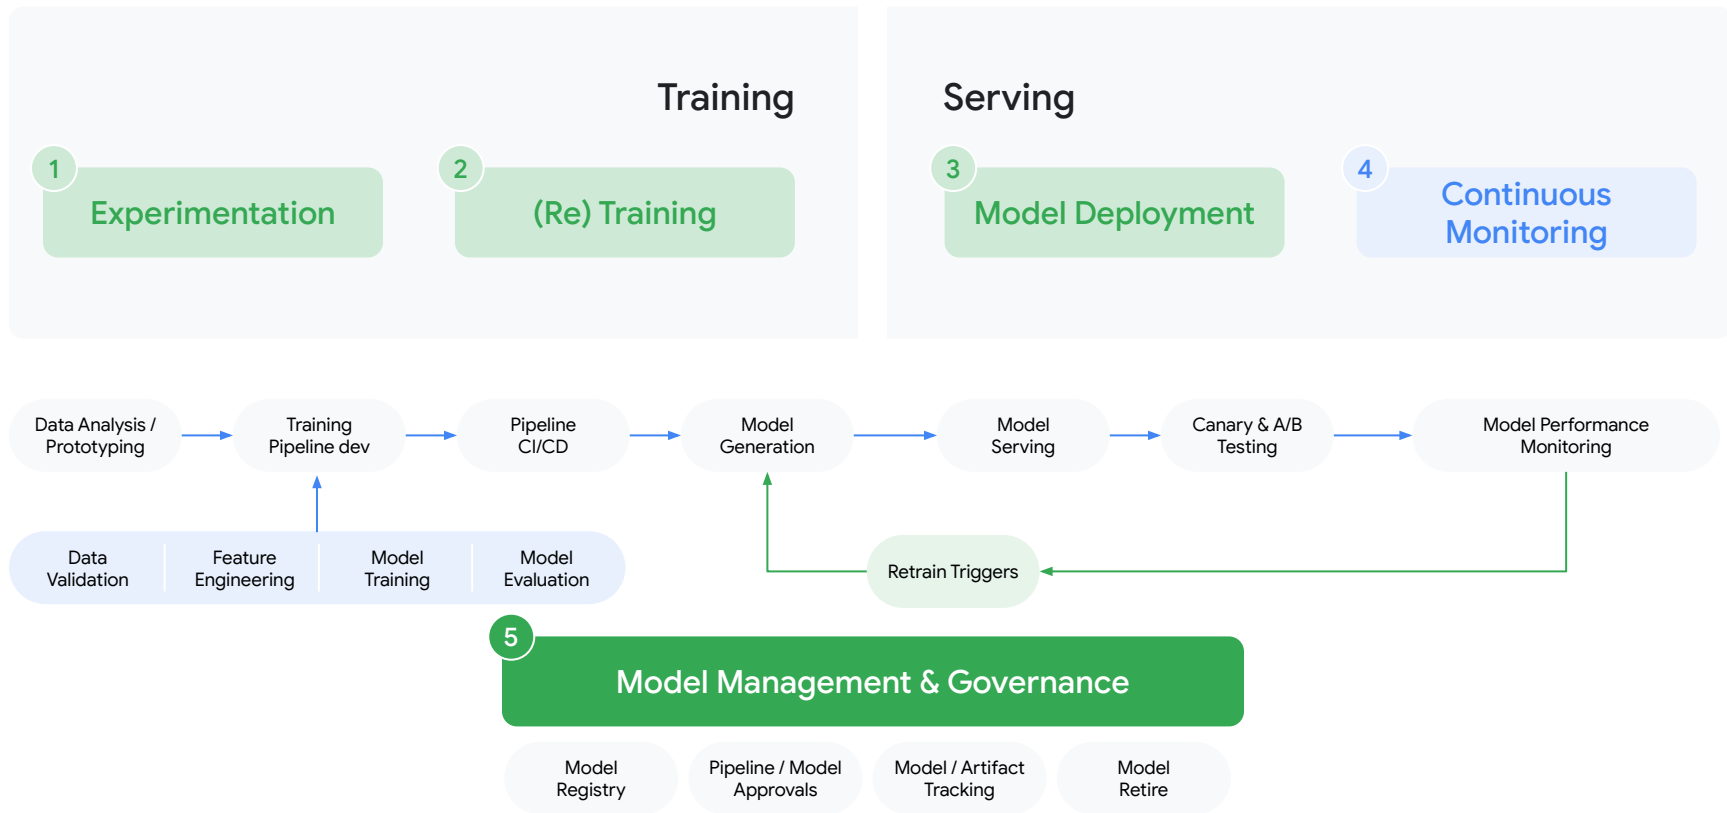 Training
Serving
1
Experimentation
2
(Re) Training
3
Model Deployment
4
Continuous
Monitoring
Data Analysis /
Prototyping
Training
Pipeline dev
Pipeline
CI/CD
Model
Generation
Model
Serving
Canary & A/B
Testing
Model Performance
Monitoring
Data
Validation
Feature
Engineering
Model
Training
Model
Evaluation
Retrain Triggers
5
Model Management & Governance
Model
Registry
Pipeline / Model
Approvals
Model / Artifact
Tracking
Model
Retire